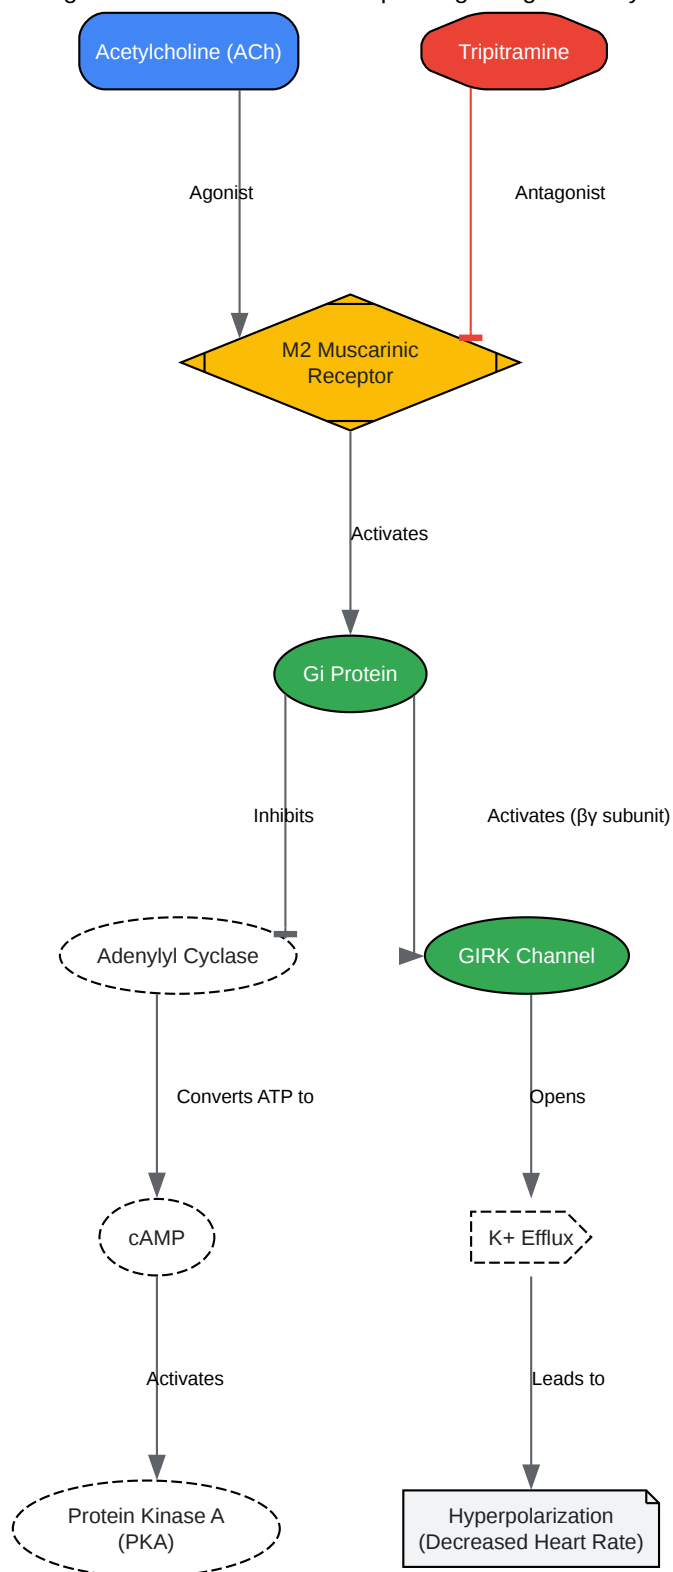 Acetylcholine (ACh)
Tripitramine
Agonist
Antagonist
M2 Muscarinic
Receptor
Activates
Gi Protein
Inhibits
Activates (βγ subunit)
Adenylyl Cyclase
GIRK Channel
Converts ATP to
Opens
cAMP
K+ Efflux
Activates
Leads to
Protein Kinase A
(PKA)
Hyperpolarization
(Decreased Heart Rate)